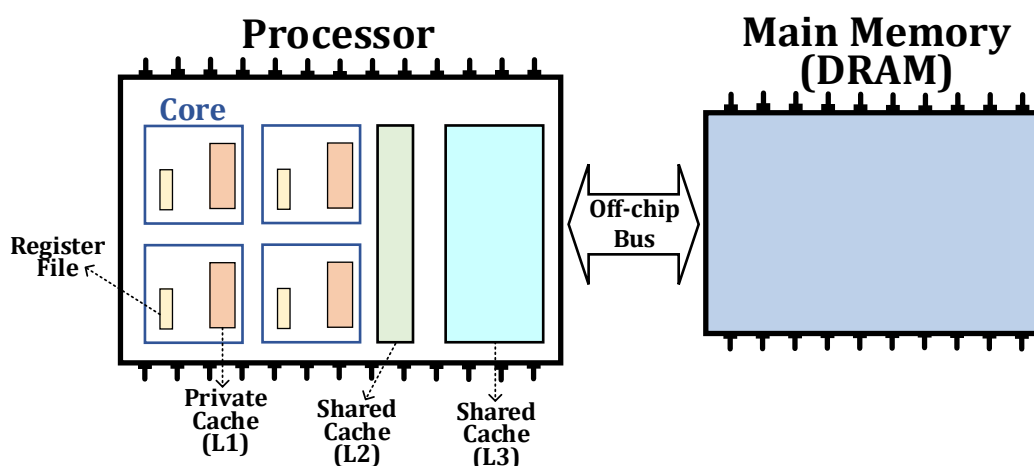 Processor
Main Memory
(DRAM)
Core
Off-chip
Bus
Register
File
Private
Cache
(L1)
Shared
Cache
(L2)
Shared
Cache
(L3)